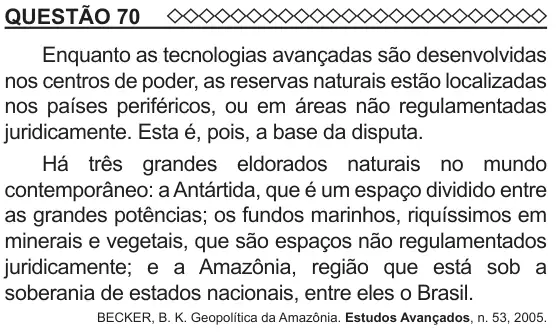 QUESTÃO 70
Enquanto as tecnologias avançadas são desenvolvidas
nos centros de poder, as reservas naturais estão localizadas
nos países periféricos, ou em áreas não regulamentadas
juridicamente. Esta é, pois, a base da disputa.
Há três grandes eldorados naturais no mundo
contemporâneo: a Antártida, que é um espaço dividido entre
as grandes potências; os fundos marinhos, riquíssimos em
minerais e vegetais, que são espaços não regulamentados
juridicamente; e a Amazônia, região que está sob a
soberania de estados nacionais, entre eles o Brasil.
BECKER, B. K. Geopolítica da Amazônia. Estudos Avançados, n. 53, 2005.